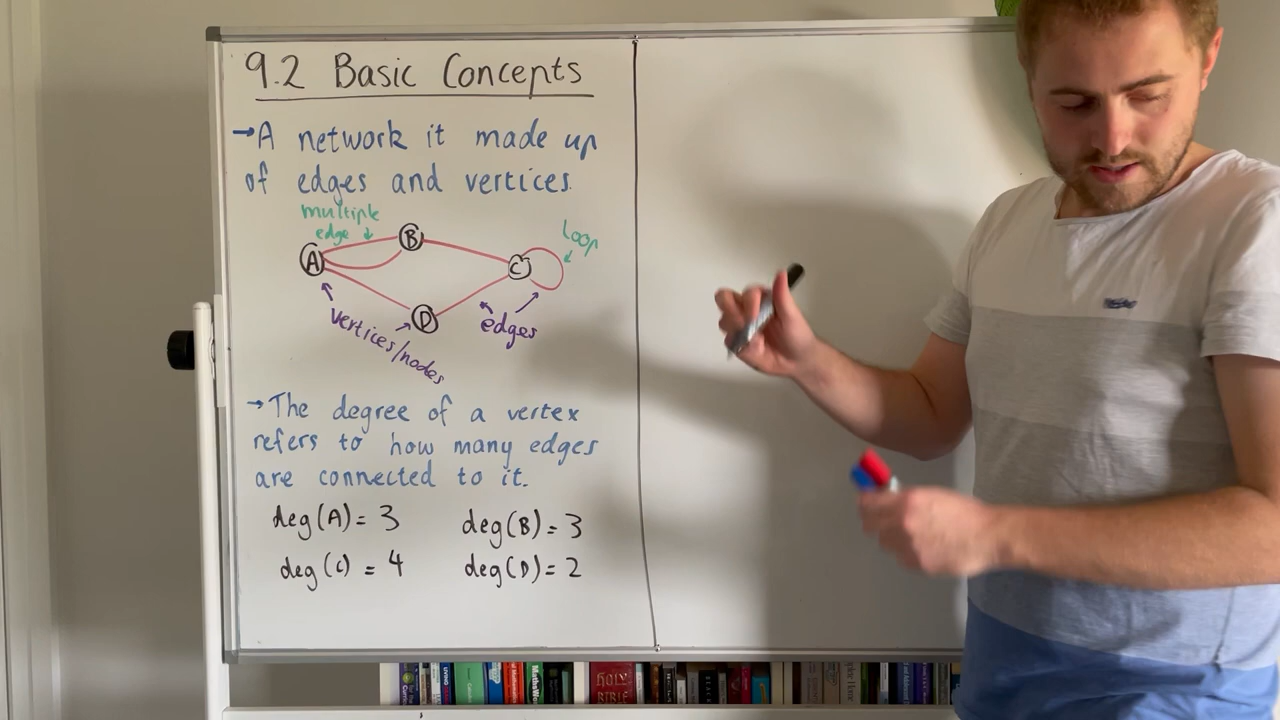 9.2 Basic Concepts
→A network it made up
of edges and vertices.
multiple
edge
A
B
C
D
Loop
vertices/nodes
edges
→The degree of a vertex
refers to how many edges
are connected to it.
deg(A) = 3 deg(B) = 3
deg(C) = 4 deg(D) = 2
HOLY
BIBLE